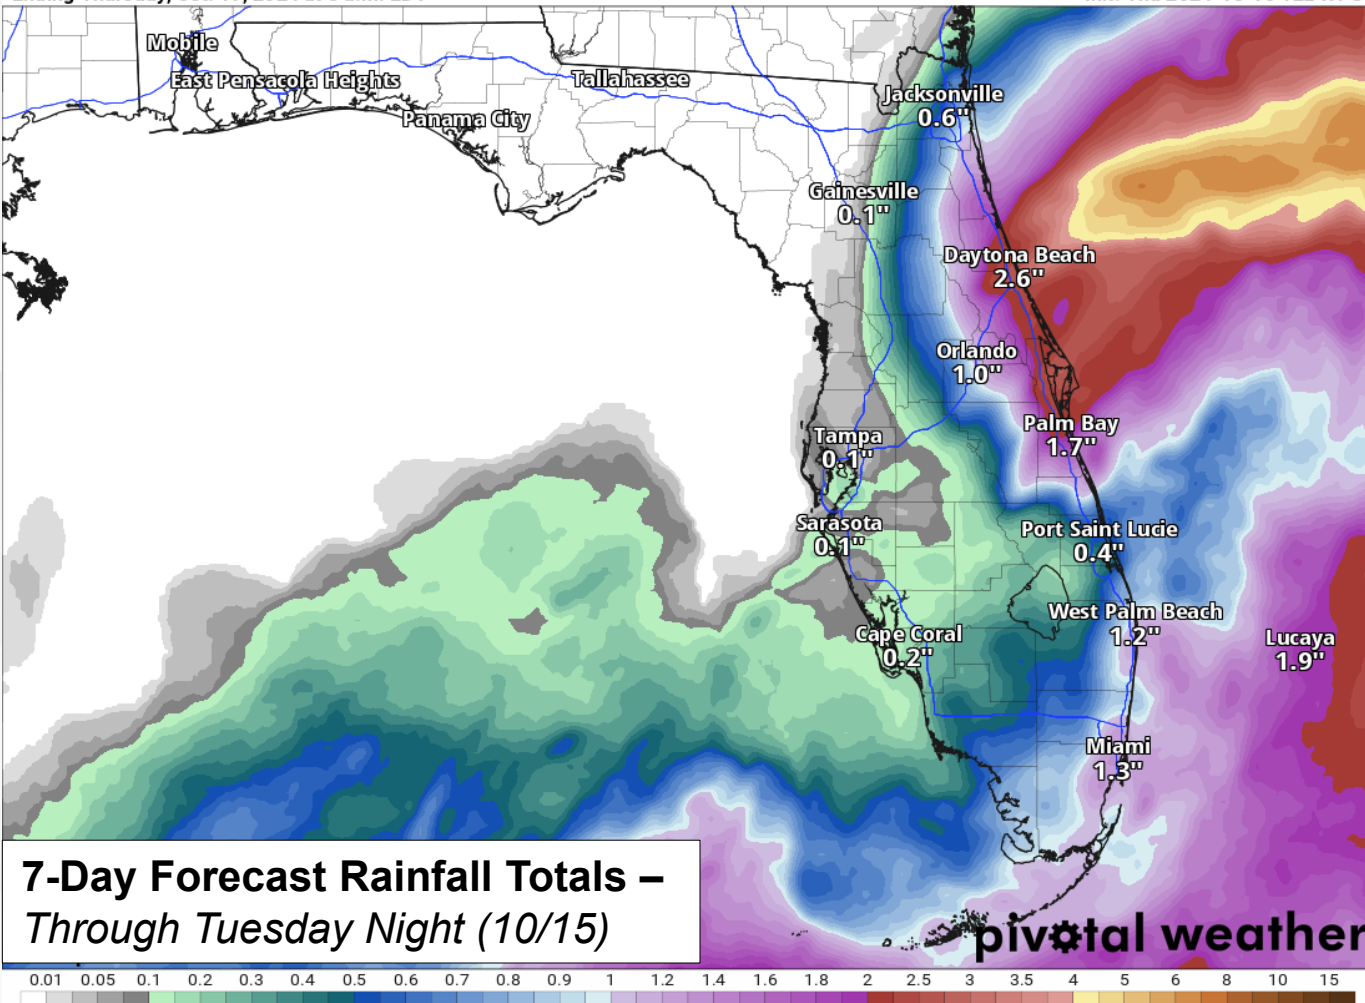 Mobile
East Pensacola Heights
Tallahassee
Panama City
Jacksonville
0.6"
Gainesville
0.1"
Daytona Beach
2.6"
Orlando
1.0"
Palm Bay
1.7"
Tampa
0.1"
Sarasota
0.1"
Port Saint Lucie
0.4"
West Palm Beach
1.2"
Cape Coral
0.2"
Lucaya
1.9"
Miami
1.3"
7-Day Forecast Rainfall Totals –
Through Tuesday Night (10/15)
pivotal weather
0.01 0.05 0.1 0.2 0.3 0.4 0.5 0.6 0.7 0.8 0.9 1 1.2 1.4 1.6 1.8 2 2.5 3 3.5 4 5 6 8 10 15